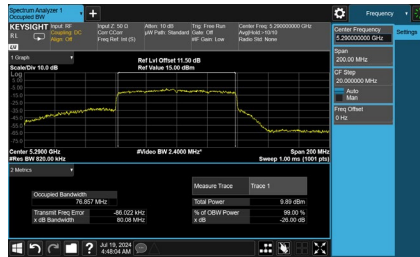 Spectrum Analyzer 1
Occupied BW
Frequency
KEYSIGHT Input: RF Input Z: 50 Ω Atten: 10 dB Trig: Free Run Center Freq: 5.290000000 GHz
RL Coupling: DC Corr CCorr µW Path: Standard Gate: Off Avg|Hold:>10/10
Align: Off Freq Ref: Int (S) #IF Gain: Low Radio Std: None
Center Frequency
5.290000000 GHz
Settings
Span
200.00 MHz
CF Step
20.000000 MHz
Auto
Man
Freq Offset
0 Hz
1 Graph
Scale/Div 10.0 dB
Ref Lvl Offset 11.50 dB
Ref Value 15.00 dBm
Log
Center 5.2900 GHz #Video BW 2.4000 MHz* Span 200 MHz
#Res BW 820.00 kHz Sweep 1.00 ms (1001 pts)
2 Metrics
Measure Trace Trace 1
Occupied Bandwidth
76.857 MHz
Total Power 9.89 dBm
Transmit Freq Error -86.022 kHz % of OBW Power 99.00 %
x dB Bandwidth 80.08 MHz x dB -26.00 dB
Jul 19, 2024
4:48:04 AM